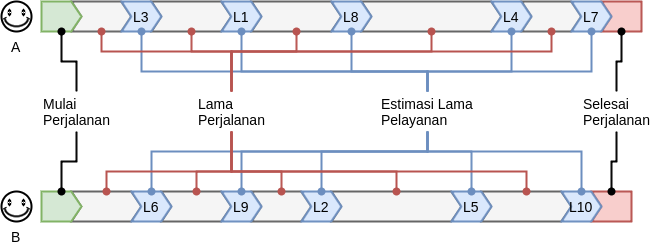 L3 L1 L8 L4 L7
A
Mulai Perjalanan
Lama Perjalanan
Estimasi Lama Pelayanan
Selesai Perjalanan
L6 L9 L2 L5 L10
B